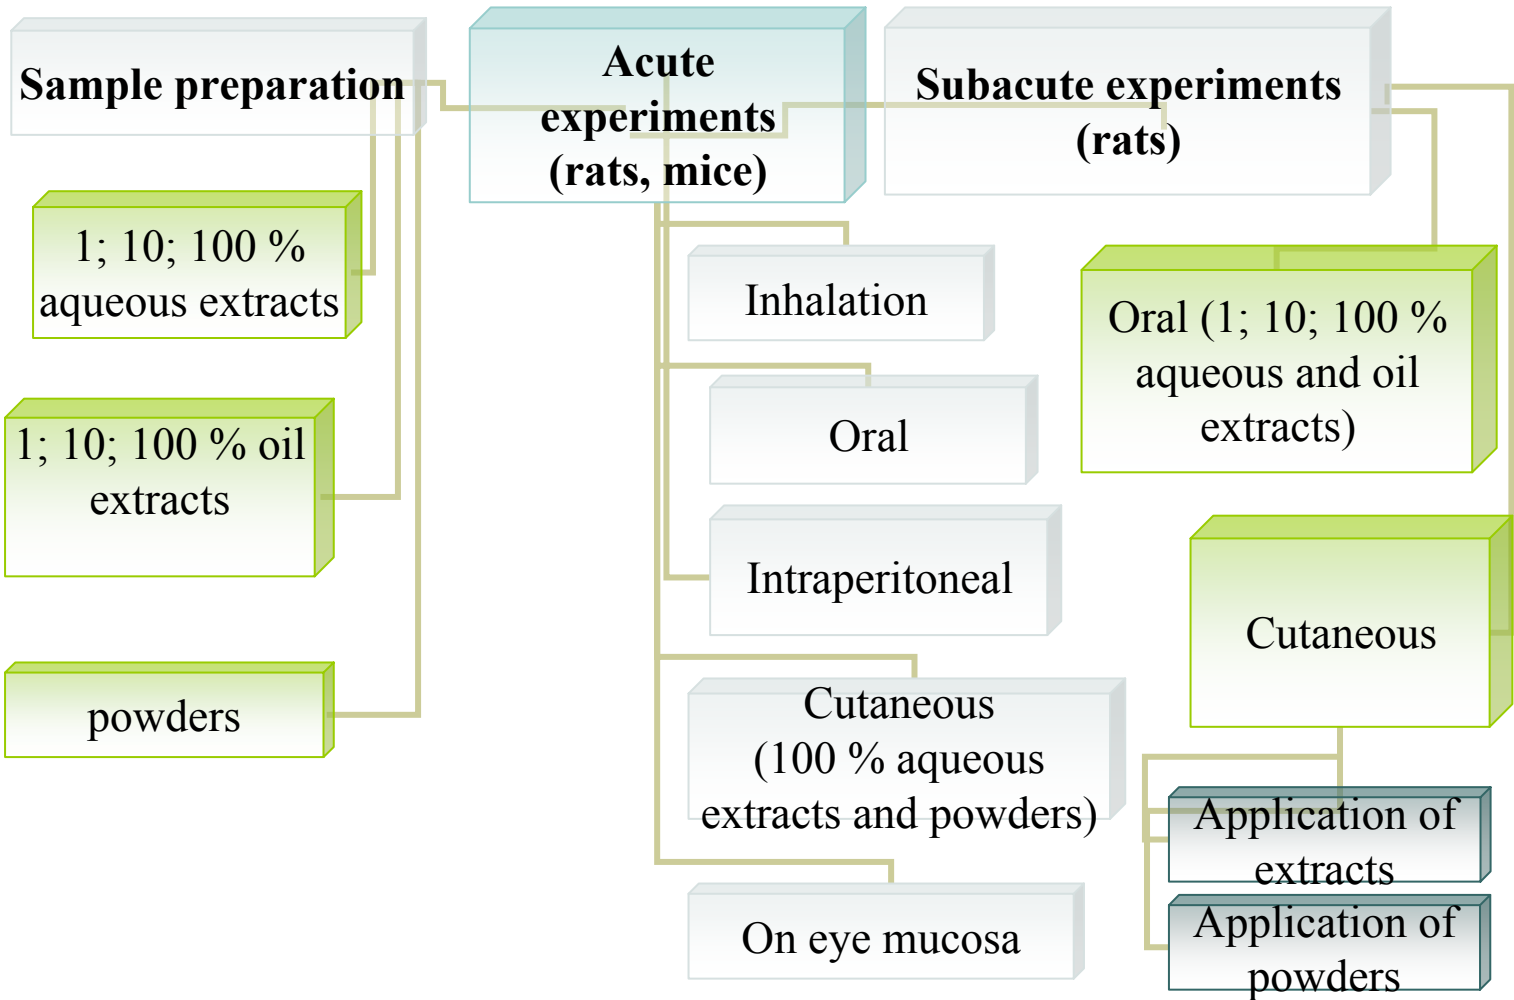 Sample preparation
1; 10; 100 %
aqueous extracts
1; 10; 100 % oil
extracts
powders
Acute
experiments
(rats, mice)
Inhalation
Oral
Intraperitoneal
Cutaneous
(100 % aqueous
extracts and powders)
On eye mucosa
Subacute experiments
(rats)
Oral (1; 10; 100 %
aqueous and oil
extracts)
Cutaneous
Application of
extracts
Application of
powders